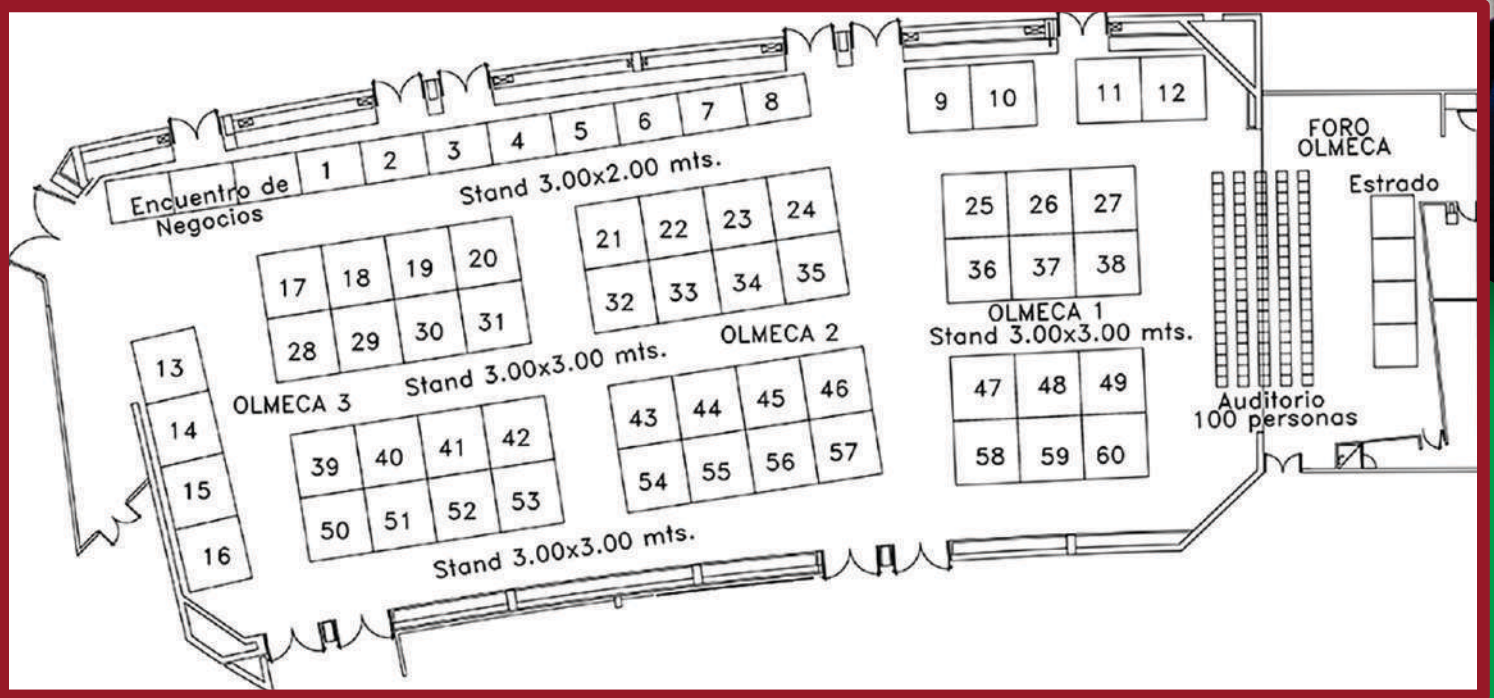 1 2 3 4 5 6 7 8
9 10 11 12
Encuentro de
Negocios
Stand 3.00x2.00 mts.
FORO
OLMECA
Estrado
17 18 19 20
28 29 30 31
21 22 23 24
32 33 34 35
25 26 27
36 37 38
OLMECA 1
Stand 3.00x3.00 mts.
OLMECA 2
Stand 3.00x3.00 mts.
OLMECA 3
13
14
15
16
39 40 41 42
50 51 52 53
43 44 45 46
54 55 56 57
47 48 49
58 59 60
Auditorio
100 personas
Stand 3.00x3.00 mts.